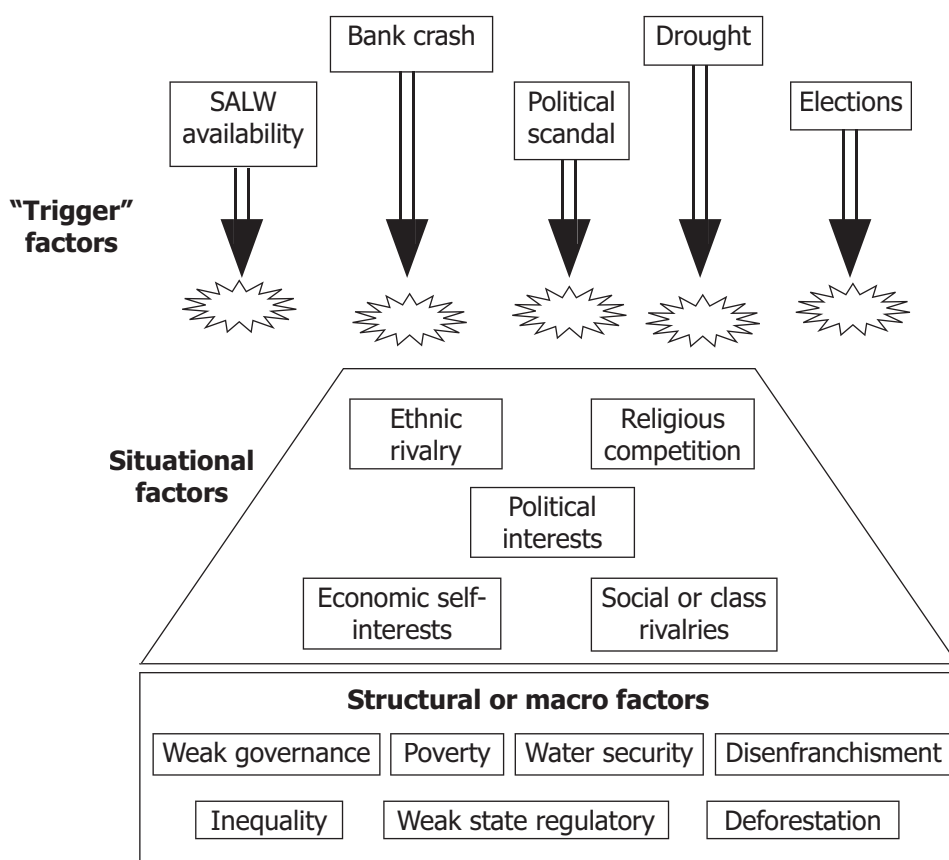 Bank crash
Drought
SALW
availability
Political
scandal
Elections
“Trigger”
factors
Ethnic
rivalry
Religious
competition
Situational
factors
Political
interests
Economic self-
interests
Social or class
rivalries
Structural or macro factors
Weak governance
Poverty
Water security
Disenfranchisment
Inequality
Weak state regulatory
Deforestation